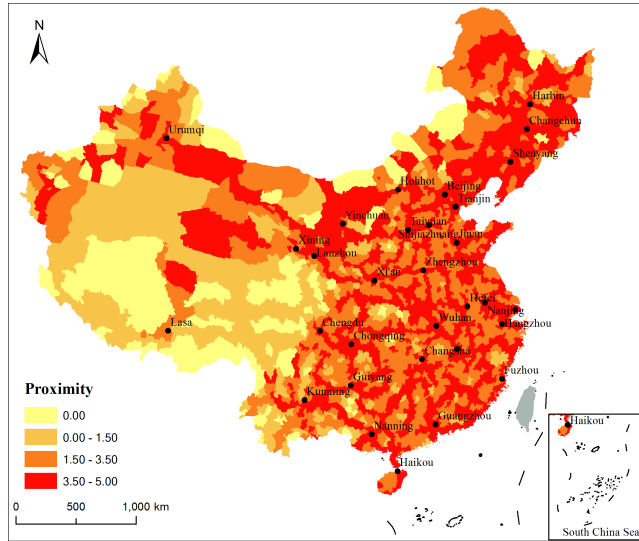 N
Harbin
Changchun
Urumqi
Shenyang
Hohhot
Beijing
Tianjin
Yinchuan
Taiyuan
Shijiazhuang
Jinan
Xining
Lanzhou
Zhengzhou
Xi'an
Hefei
Nanjing
Wuhan
Hangzhou
Lasa
Chengdu
Chongqing
Changsha
Fuzhou
Guiyang
Kunming
Guangzhou
Nanning
Haikou
Proximity
0.00
0.00 - 1.50
1.50 - 3.50
3.50 - 5.00
0 500 1,000 km
Haikou
South China Sea